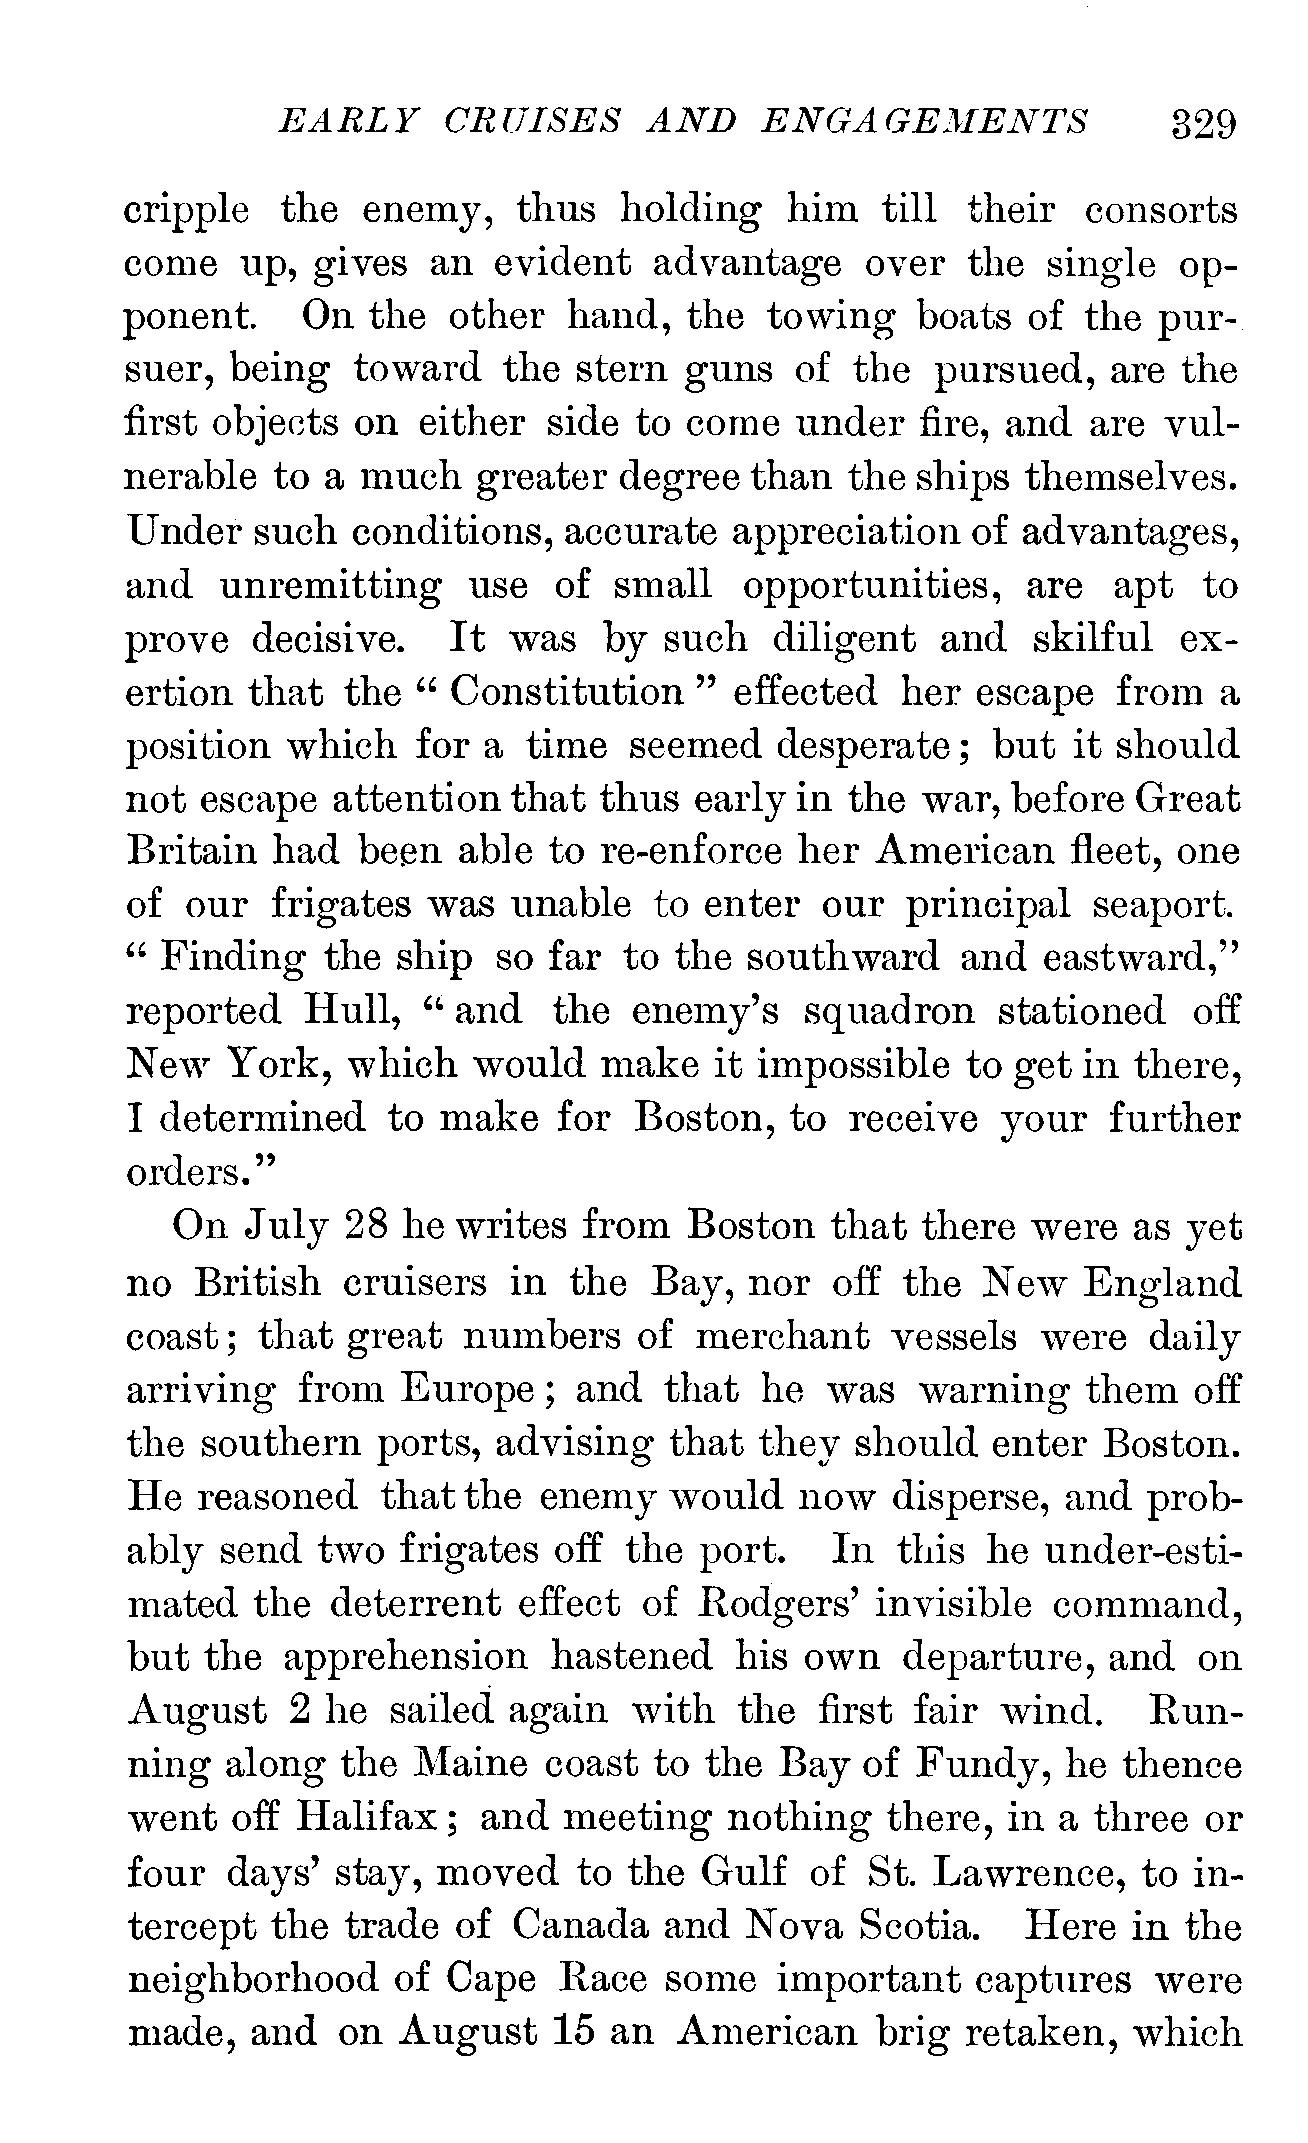 EARLY CRUISES AND ENGAGEMENTS 329
cripple the enemy, thus holding him till their consorts
come up, gives an evident advantage over the single op-
ponent. On the other hand, the towing boats of the pur-
suer, being toward the stern guns of the pursued, are the
first objects on either side to come under fire, and are vul-
nerable to a much greater degree than the ships themselves.
Under such conditions, accurate appreciation of advantages,
and unremitting use of small opportunities, are apt to
prove decisive. It was by such diligent and skilful ex-
ertion that the “ Constitution ” effected her escape from a
position which for a time seemed desperate ; but it should
not escape attention that thus early in the war, before Great
Britain had been able to re-enforce her American fleet, one
of our frigates was unable to enter our principal seaport.
“ Finding the ship so far to the southward and eastward,”
reported Hull, “ and the enemy’s squadron stationed off
New York, which would make it impossible to get in there,
I determined to make for Boston, to receive your further
orders.”
On July 28 he writes from Boston that there were as yet
no British cruisers in the Bay, nor off the New England
coast ; that great numbers of merchant vessels were daily
arriving from Europe ; and that he was warning them off
the southern ports, advising that they should enter Boston.
He reasoned that the enemy would now disperse, and prob-
ably send two frigates off the port. In this he under-esti-
mated the deterrent effect of Rodgers’ invisible command,
but the apprehension hastened his own departure, and on
August 2 he sailed again with the first fair wind. Run-
ning along the Maine coast to the Bay of Fundy, he thence
went off Halifax ; and meeting nothing there, in a three or
four days’ stay, moved to the Gulf of St. Lawrence, to in-
tercept the trade of Canada and Nova Scotia. Here in the
neighborhood of Cape Race some important captures were
made, and on August 15 an American brig retaken, which